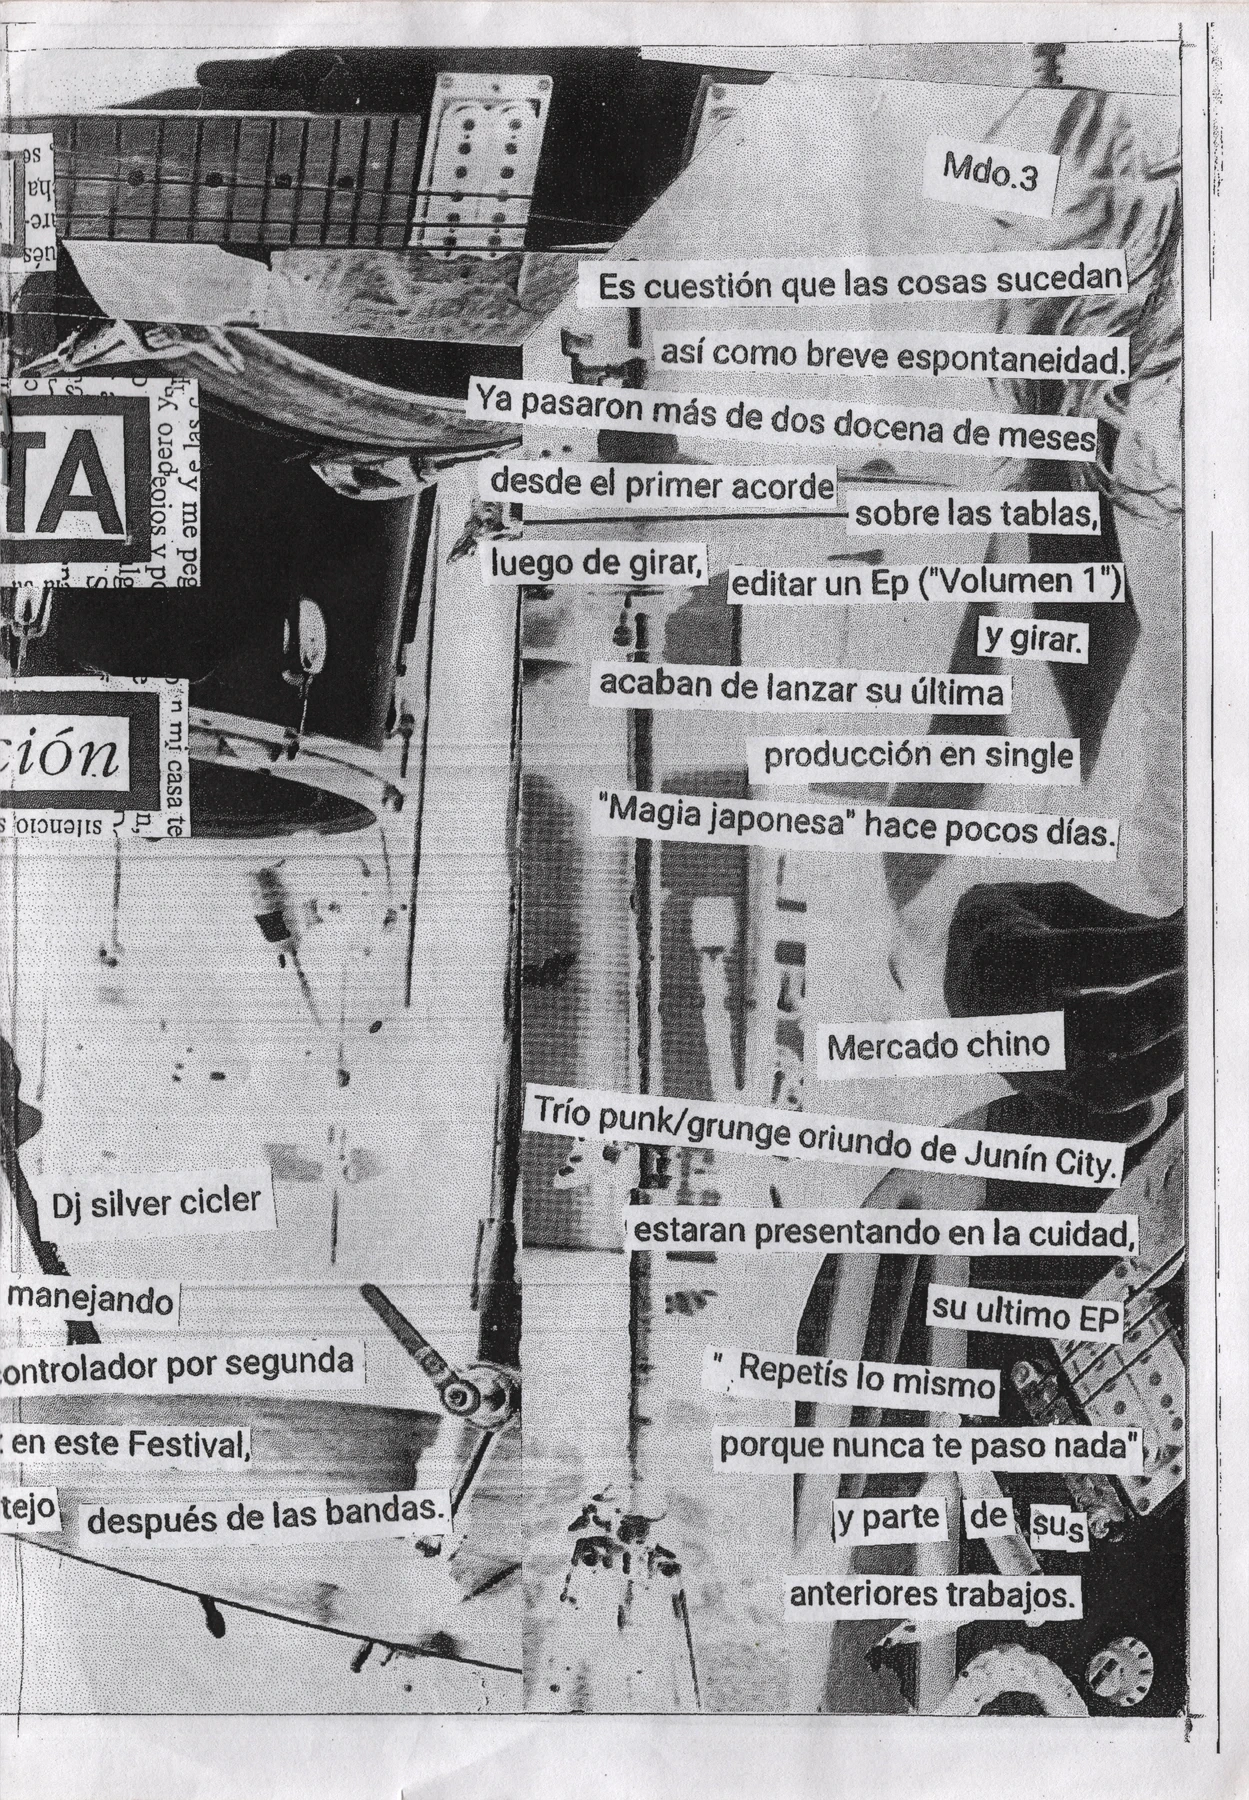 Mdo.3
Es cuestión que las cosas sucedan
así como breve espontaneidad.
Ya pasaron más de dos docena de meses
desde el primer acorde
sobre las tablas,
luego de girar,
editar un Ep ("Volumen 1")
y girar.
acaban de lanzar su última
producción en single
"Magia japonesa" hace pocos días.
Mercado chino
Trío punk/grunge oriundo de Junín City.
estaran presentando en la cuidad,
su ultimo EP
" Repetís lo mismo
porque nunca te paso nada"
y parte de sus
anteriores trabajos.
TA
sal e y me peg
y oredeoios y po
ción
on mi casa te
silencio
Dj silver cicler
manejando
ontrolador por segunda
en este Festival,
tejo después de las bandas.